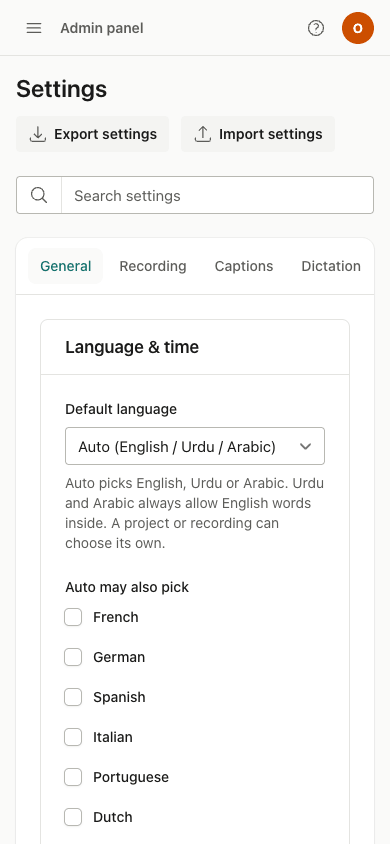 Admin panel
O
Settings
Export settings
Import settings
Search settings
General
Recording
Captions
Dictation
Language & time
Default language
Auto (English / Urdu / Arabic)
Auto picks English, Urdu or Arabic. Urdu
and Arabic always allow English words
inside. A project or recording can
choose its own.
Auto may also pick
French
German
Spanish
Italian
Portuguese
Dutch